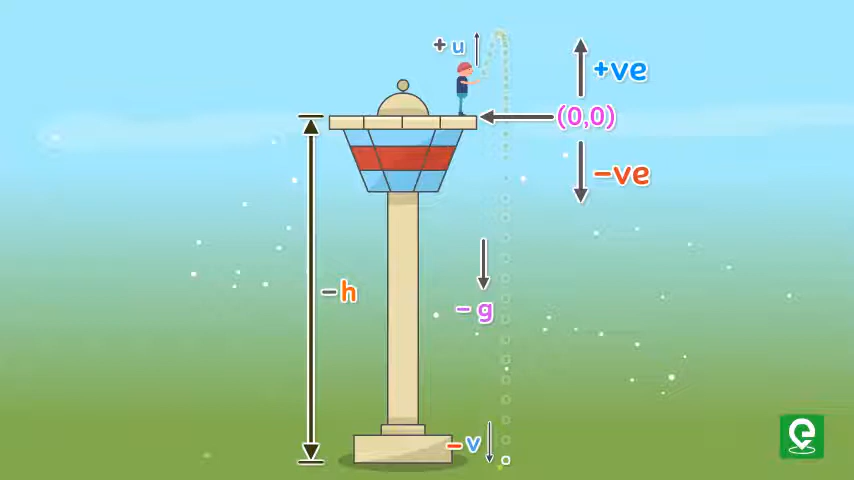 + u
+ve
(0,0)
-ve
- h
- g
- v